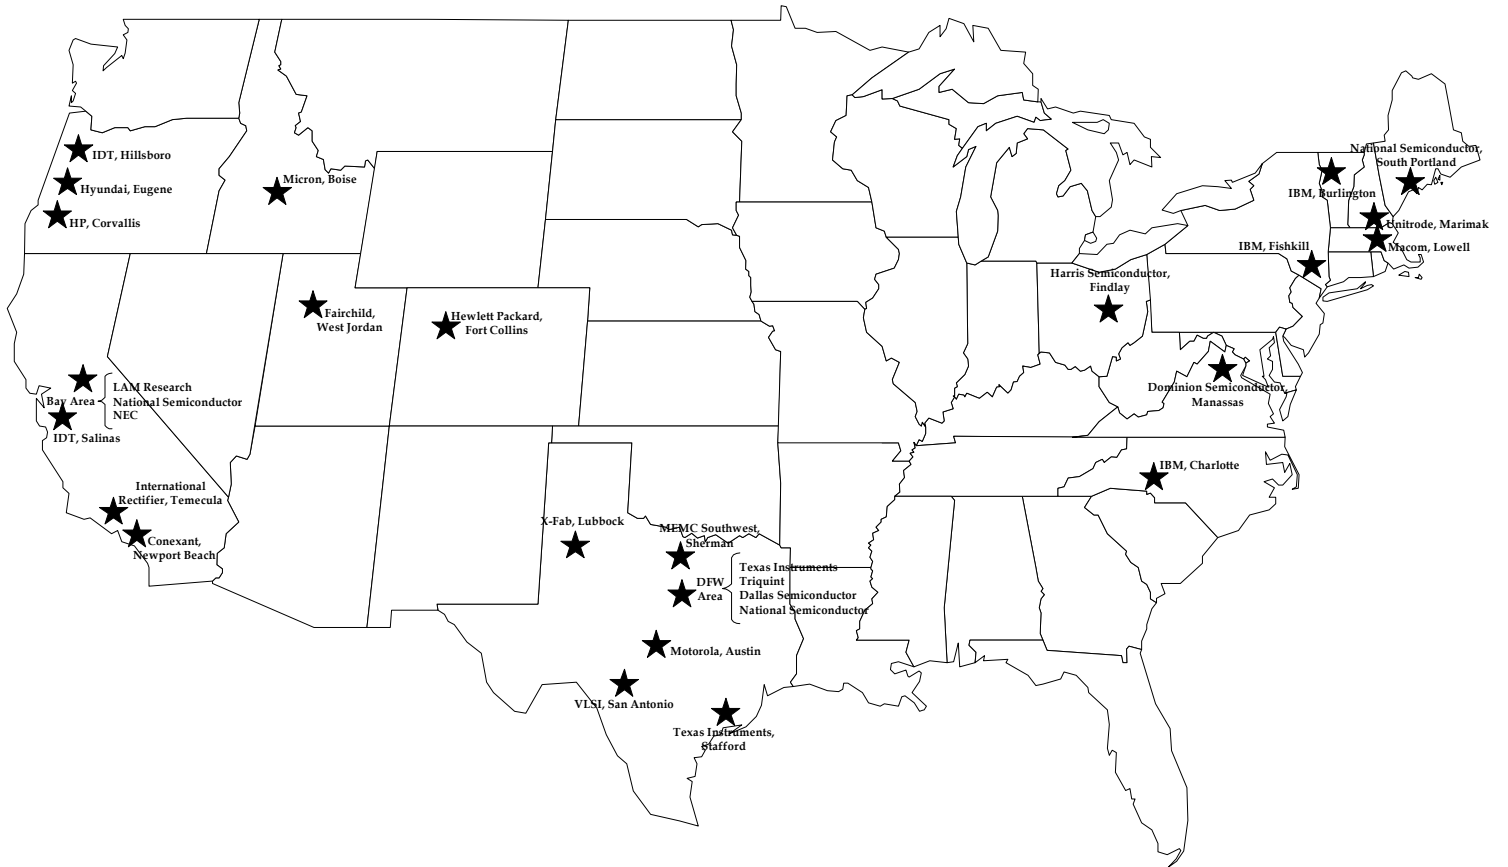 IDT, Hillsboro
Hyundai, Eugene
HP, Corvallis
Micron, Boise
Fairchild,
West Jordan
Hewlett Packard,
Fort Collins
Bay Area
LAM Research
National Semiconductor
NEC
IDT, Salinas
International
Rectifier, Temecula
Conexant,
Newport Beach
X-Fab, Lubbock
MEMC Southwest,
Sherman
DFW
Area
Texas Instruments
Triquint
Dallas Semiconductor
National Semiconductor
Motorola, Austin
VLSI, San Antonio
Texas Instruments,
Stafford
National Semiconductor,
South Portland
IBM, Burlington
Unitrode, Marimak
Macom, Lowell
IBM, Fishkill
Harris Semiconductor,
Findlay
Dominion Semiconductor,
Manassas
IBM, Charlotte